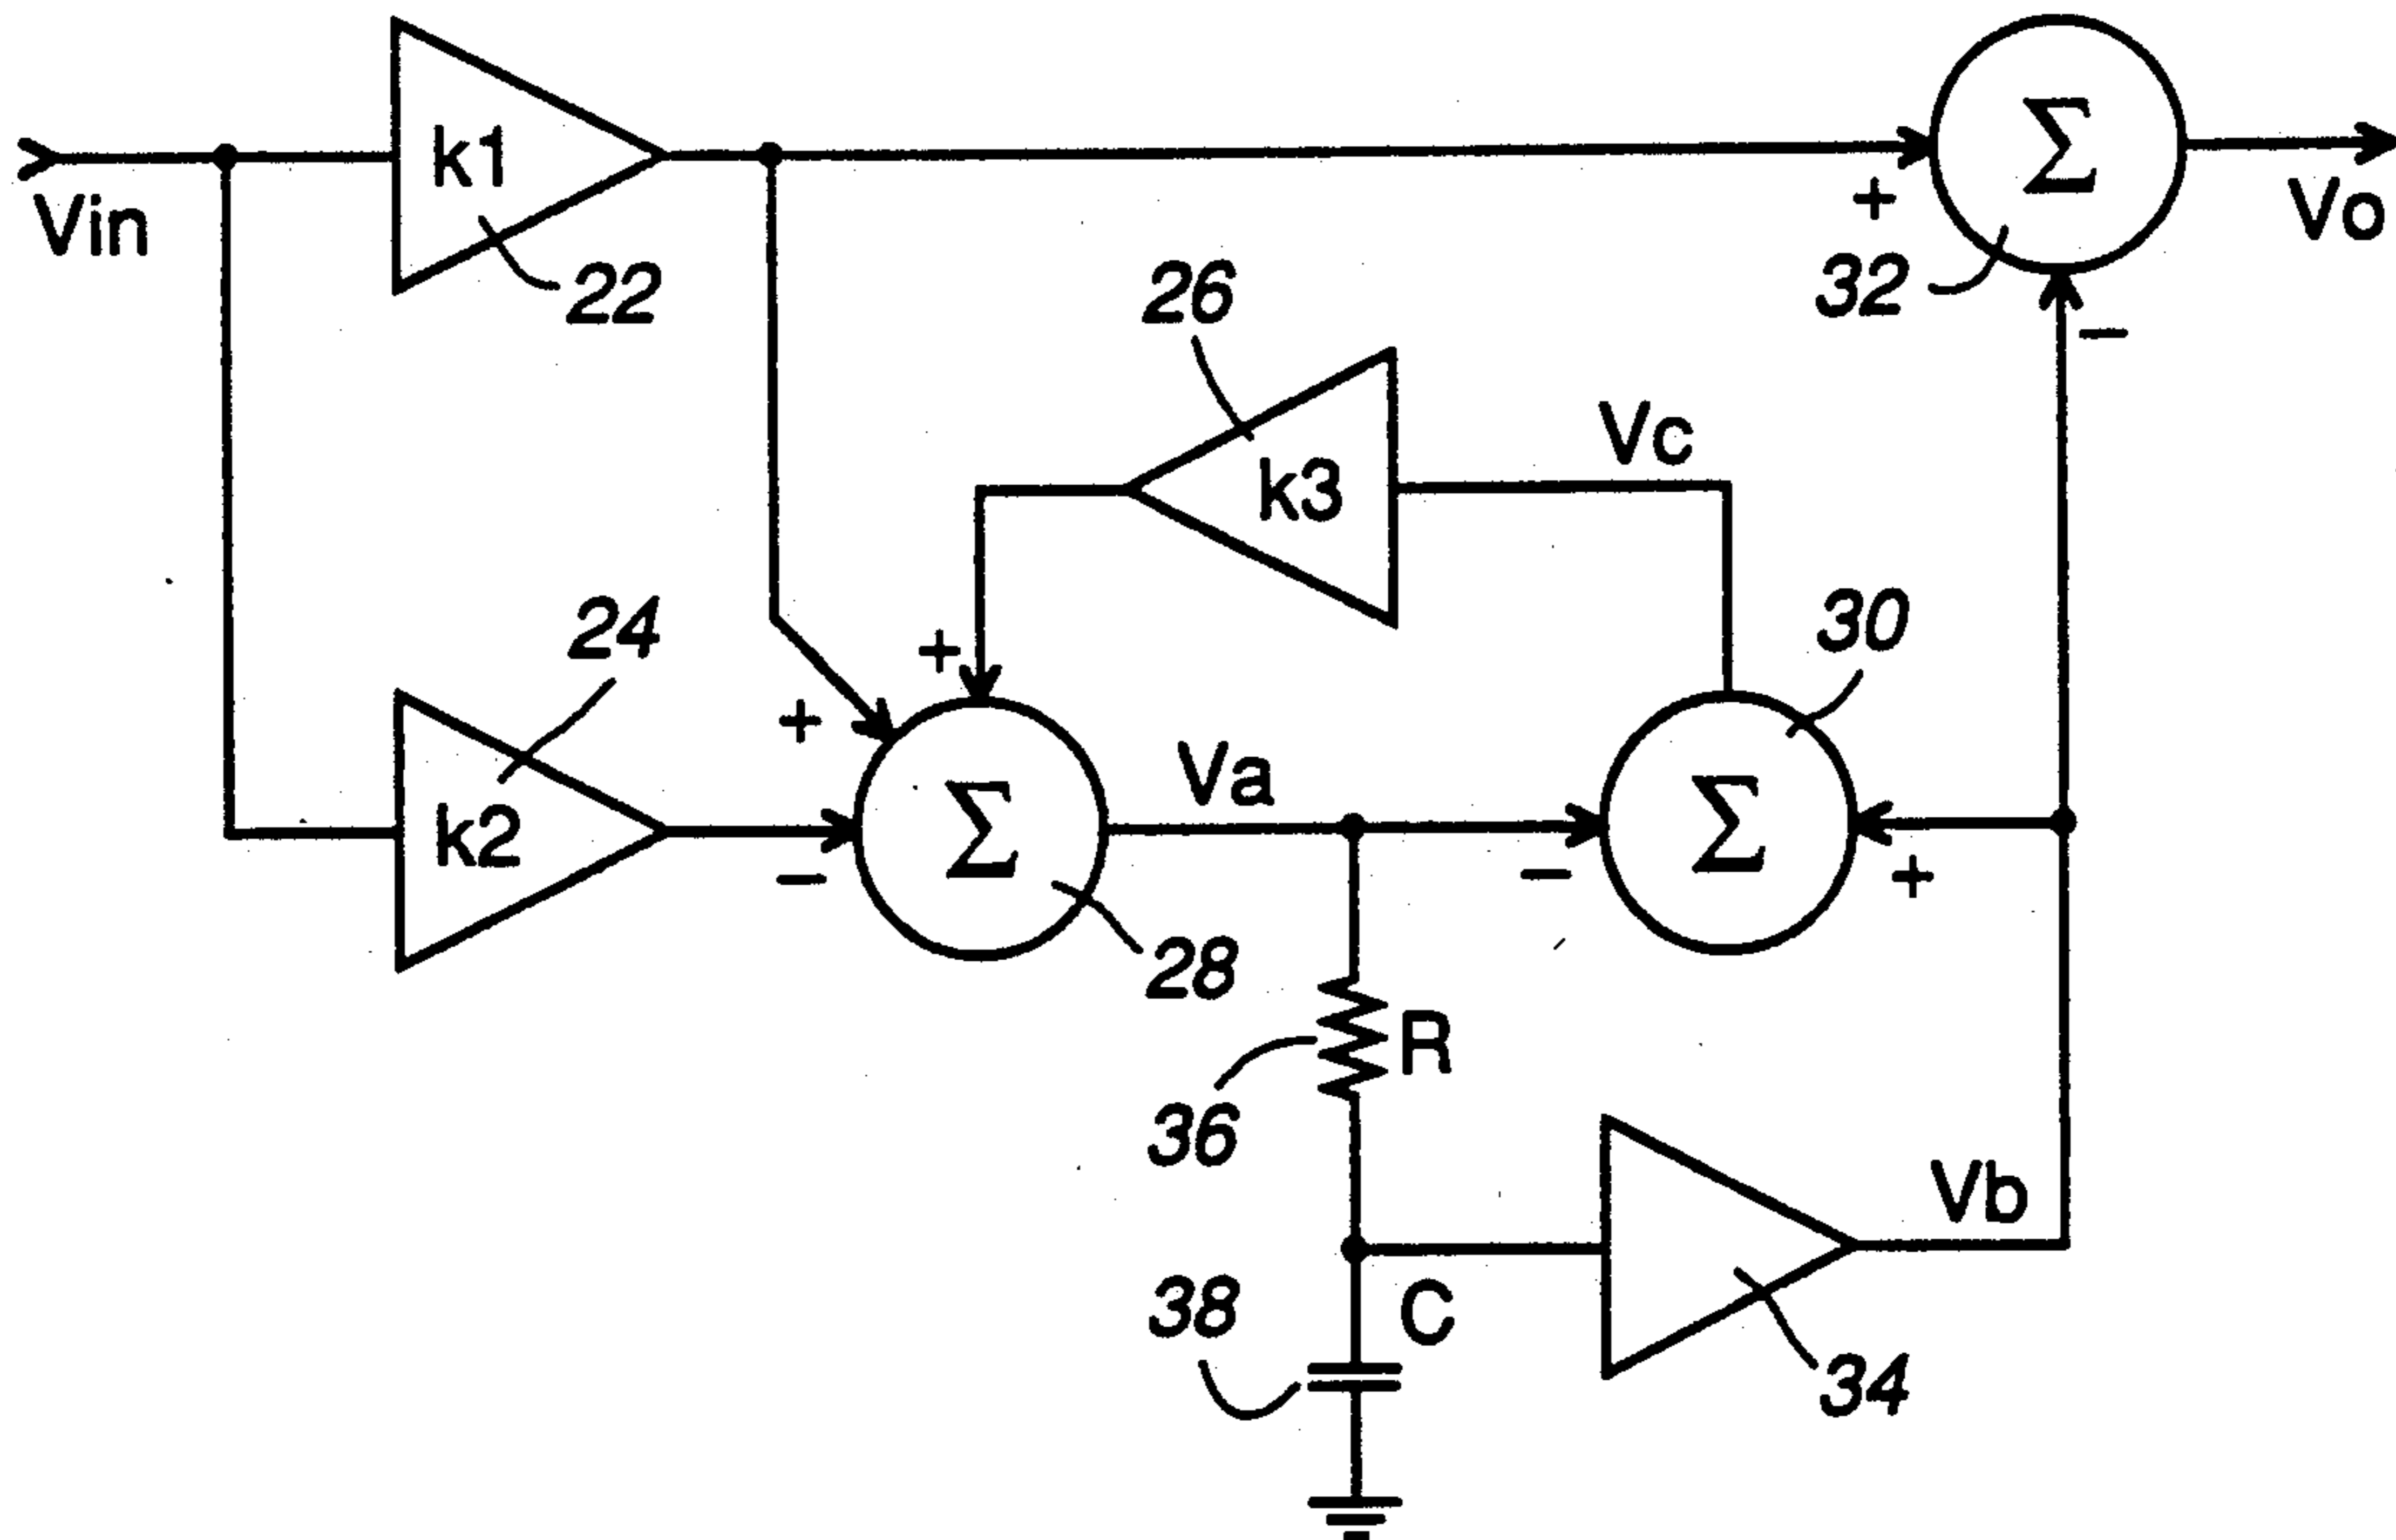 k1
Σ
+
Vin
Vo
22
26
32
-
Vc
k3
24
30
+
+
Va
k2
Σ
Σ
-
-
+
28
R
36
Vb
38
C
34